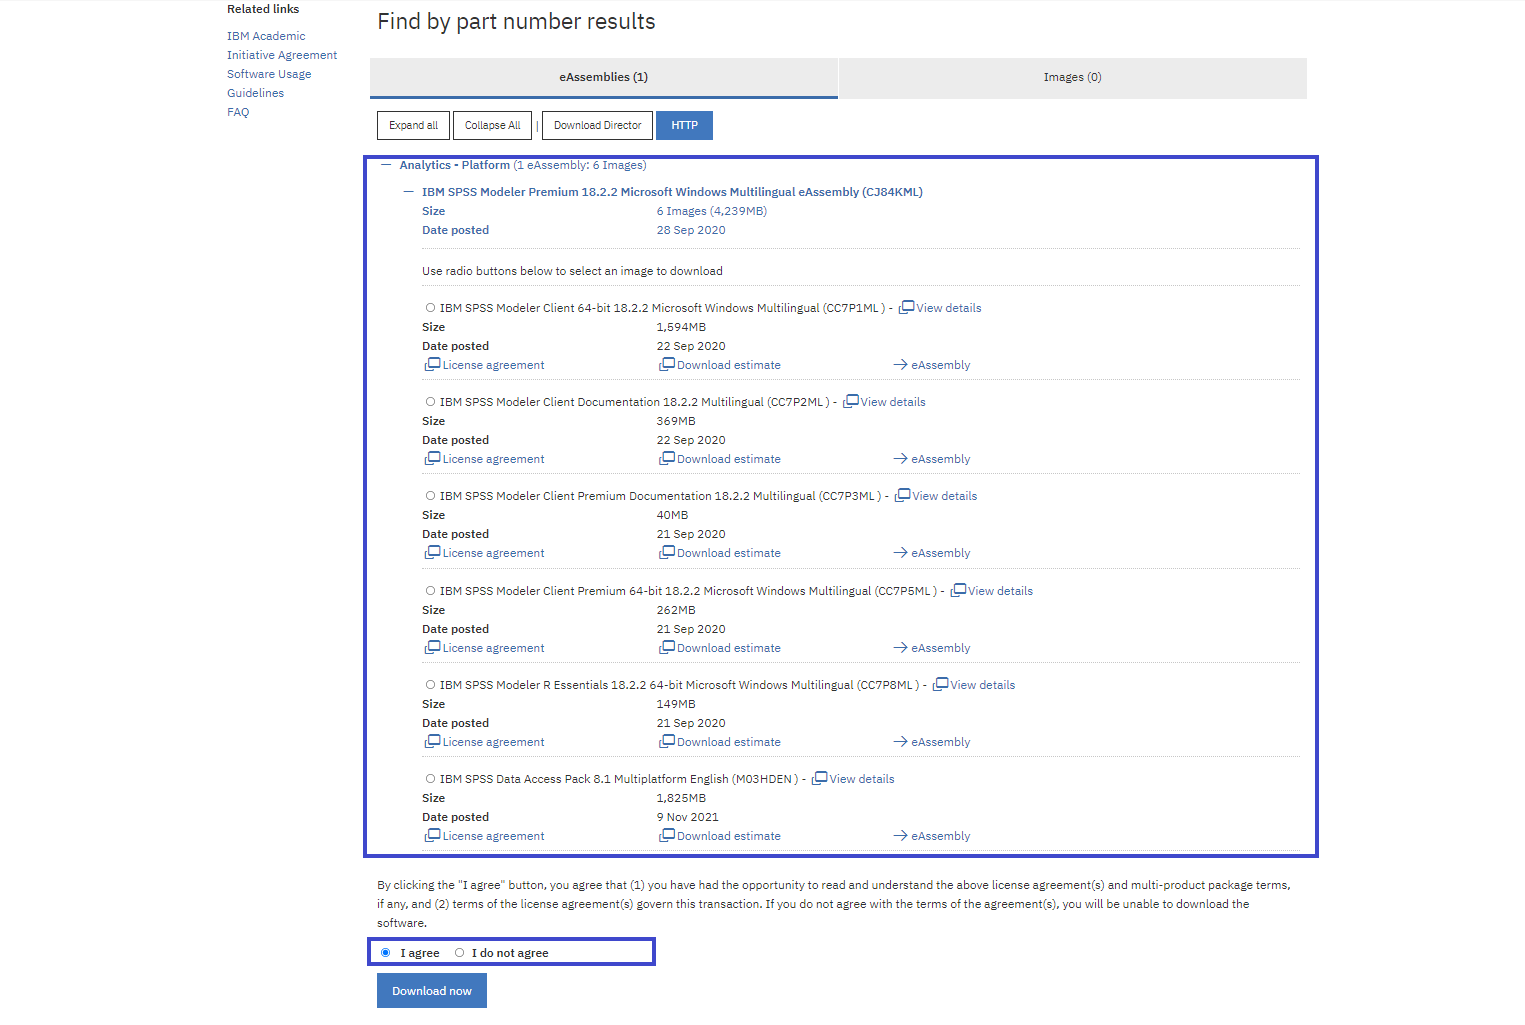 Related links
IBM Academic
Initiative Agreement
Software Usage
Guidelines
FAQ
Find by part number results
eAssemblies (1)
Images (0)
Expand all
Collapse All
|
Download Director
HTTP
Analytics - Platform (1 eAssembly: 6 Images)
IBM SPSS Modeler Premium 18.2.2 Microsoft Windows Multilingual eAssembly (CJ84KML)
Size 6 Images (4,239MB)
Date posted 28 Sep 2020
Use radio buttons below to select an image to download
IBM SPSS Modeler Client 64-bit 18.2.2 Microsoft Windows Multilingual (CC7P1ML ) - View details
Size 1,594MB
Date posted 22 Sep 2020
License agreement Download estimate → eAssembly
IBM SPSS Modeler Client Documentation 18.2.2 Multilingual (CC7P2ML ) - View details
Size 369MB
Date posted 22 Sep 2020
License agreement Download estimate → eAssembly
IBM SPSS Modeler Client Premium Documentation 18.2.2 Multilingual (CC7P3ML ) - View details
Size 40MB
Date posted 21 Sep 2020
License agreement Download estimate → eAssembly
IBM SPSS Modeler Client Premium 64-bit 18.2.2 Microsoft Windows Multilingual (CC7P5ML ) - View details
Size 262MB
Date posted 21 Sep 2020
License agreement Download estimate → eAssembly
IBM SPSS Modeler R Essentials 18.2.2 64-bit Microsoft Windows Multilingual (CC7P8ML ) - View details
Size 149MB
Date posted 21 Sep 2020
License agreement Download estimate → eAssembly
IBM SPSS Data Access Pack 8.1 Multiplatform English (M03HDEN ) - View details
Size 1,825MB
Date posted 9 Nov 2021
License agreement Download estimate → eAssembly
By clicking the "I agree" button, you agree that (1) you have had the opportunity to read and understand the above license agreement(s) and multi-product package terms,
if any, and (2) terms of the license agreement(s) govern this transaction. If you do not agree with the terms of the agreement(s), you will be unable to download the
software.
I agree I do not agree
Download now